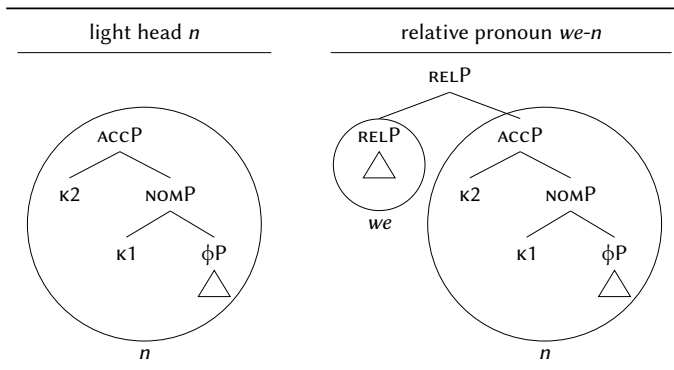 light head n relative pronoun we-n
RELP
ACCP RELP ACCP
K2 NOMP we K2 NOMP
K1 ϕP K1 ϕP
n n